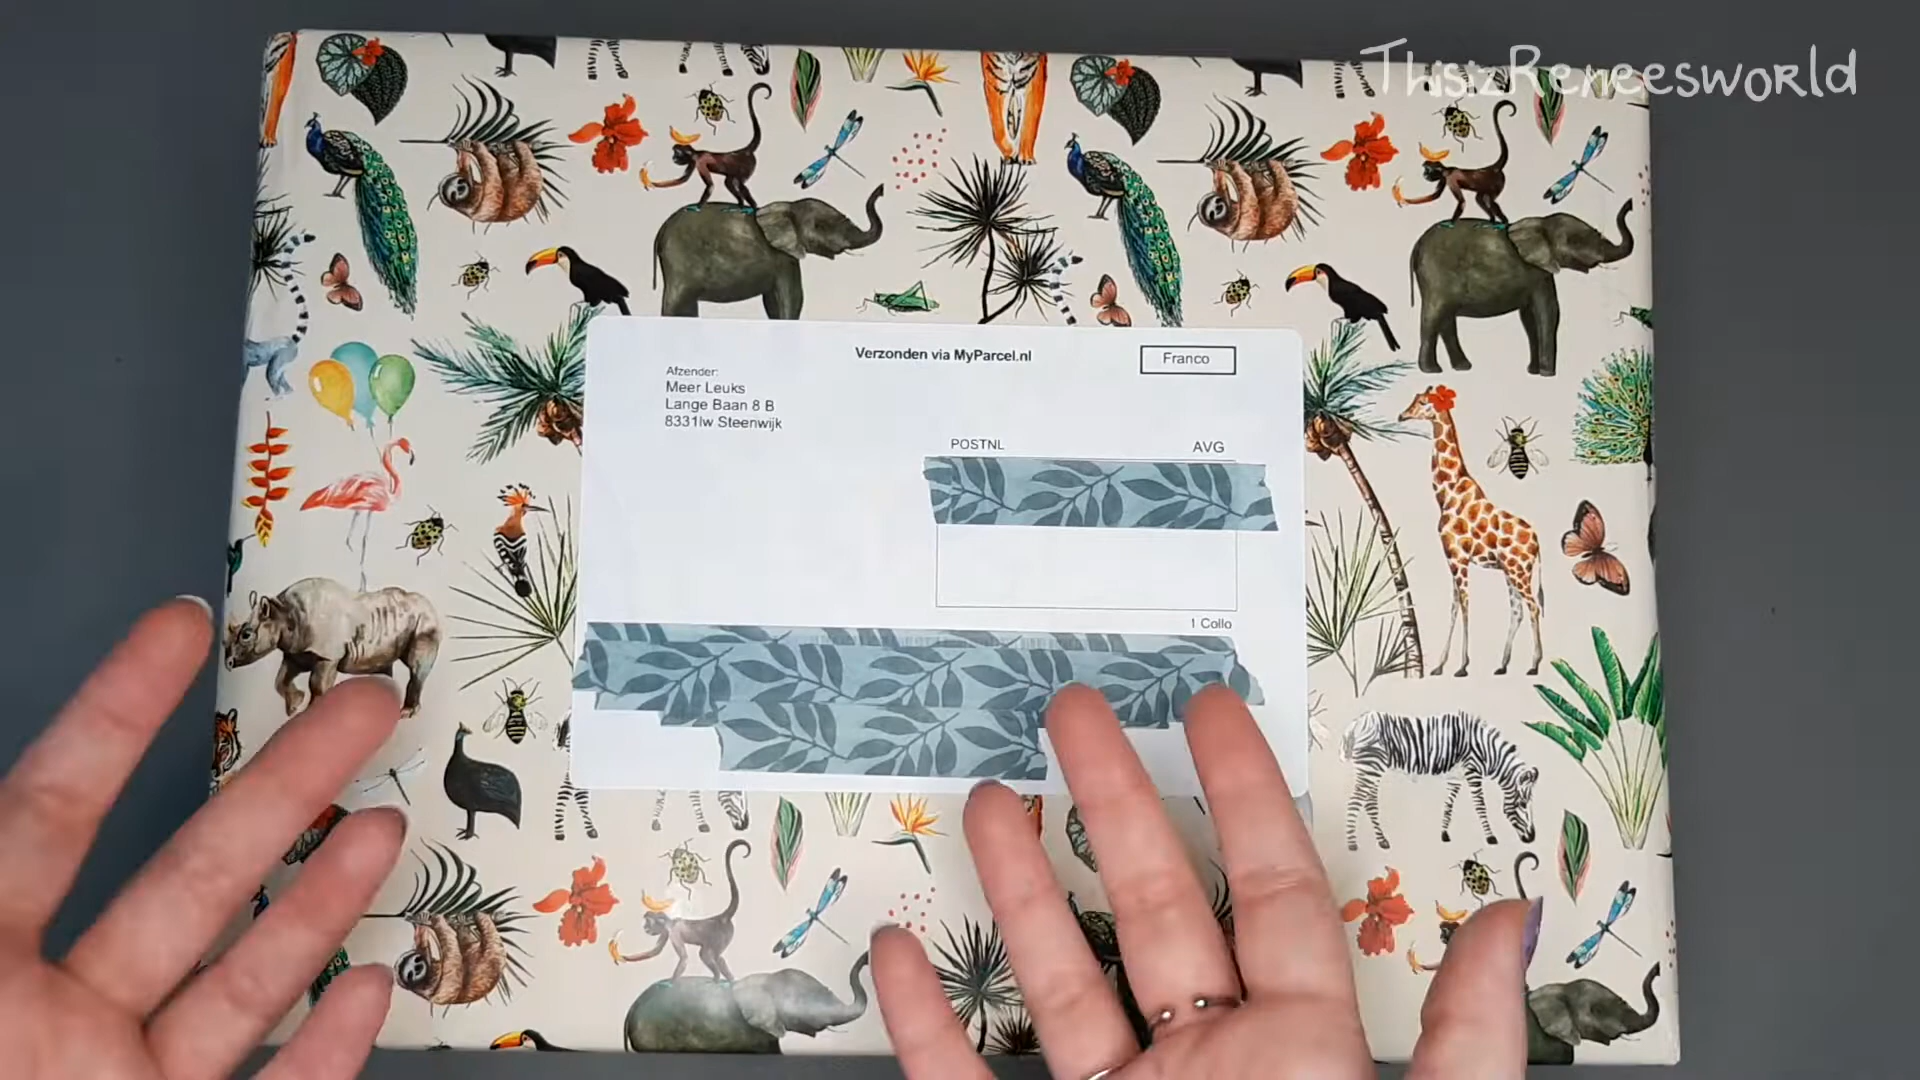 ThisizReneesworld
Verzonden via MyParcel.nl
Franco
Afzender:
Meer Leuks
Lange Baan 8 B
8331lw Steenwijk
POSTNL AVG
1 Collo